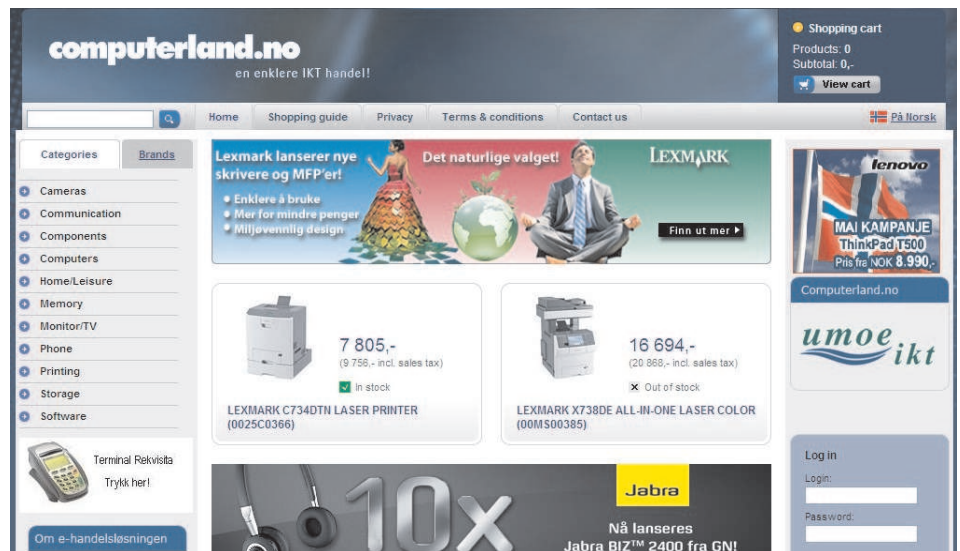 computerland.no
en enklere IKT handel!
Shopping cart
Products: 0
Subtotal: 0,-
View cart
Home Shopping guide Privacy Terms & conditions Contact us
På Norsk
Categories Brands
Cameras
Communication
Components
Computers
Home/Leisure
Memory
Monitor/TV
Phone
Printing
Storage
Software
Terminal Rekvisita
Trykk her!
Om e-handelsløsningen
Lexmark lanserer nye
skrivere og MFP'er!
Enklere å bruke
Mer for mindre penger
Miljøvennlig design
Det naturlige valget!
LEXMARK
Finn ut mer
7 805,-
(9 756,- incl. sales tax)
In stock
LEXMARK C734DTN LASER PRINTER
(0025C0366)
16 694,-
(20 868,- incl. sales tax)
Out of stock
LEXMARK X738DE ALL-IN-ONE LASER COLOR
(00MS00385)
10x
Jabra
Nå lanseres
Jabra BIZ™ 2400 fra GN!
lenovo
MAI KAMPANJE
ThinkPad T500
Pris fra NOK 8.990,-
Computerland.no
umoe ikt
Log in
Login:
Password: